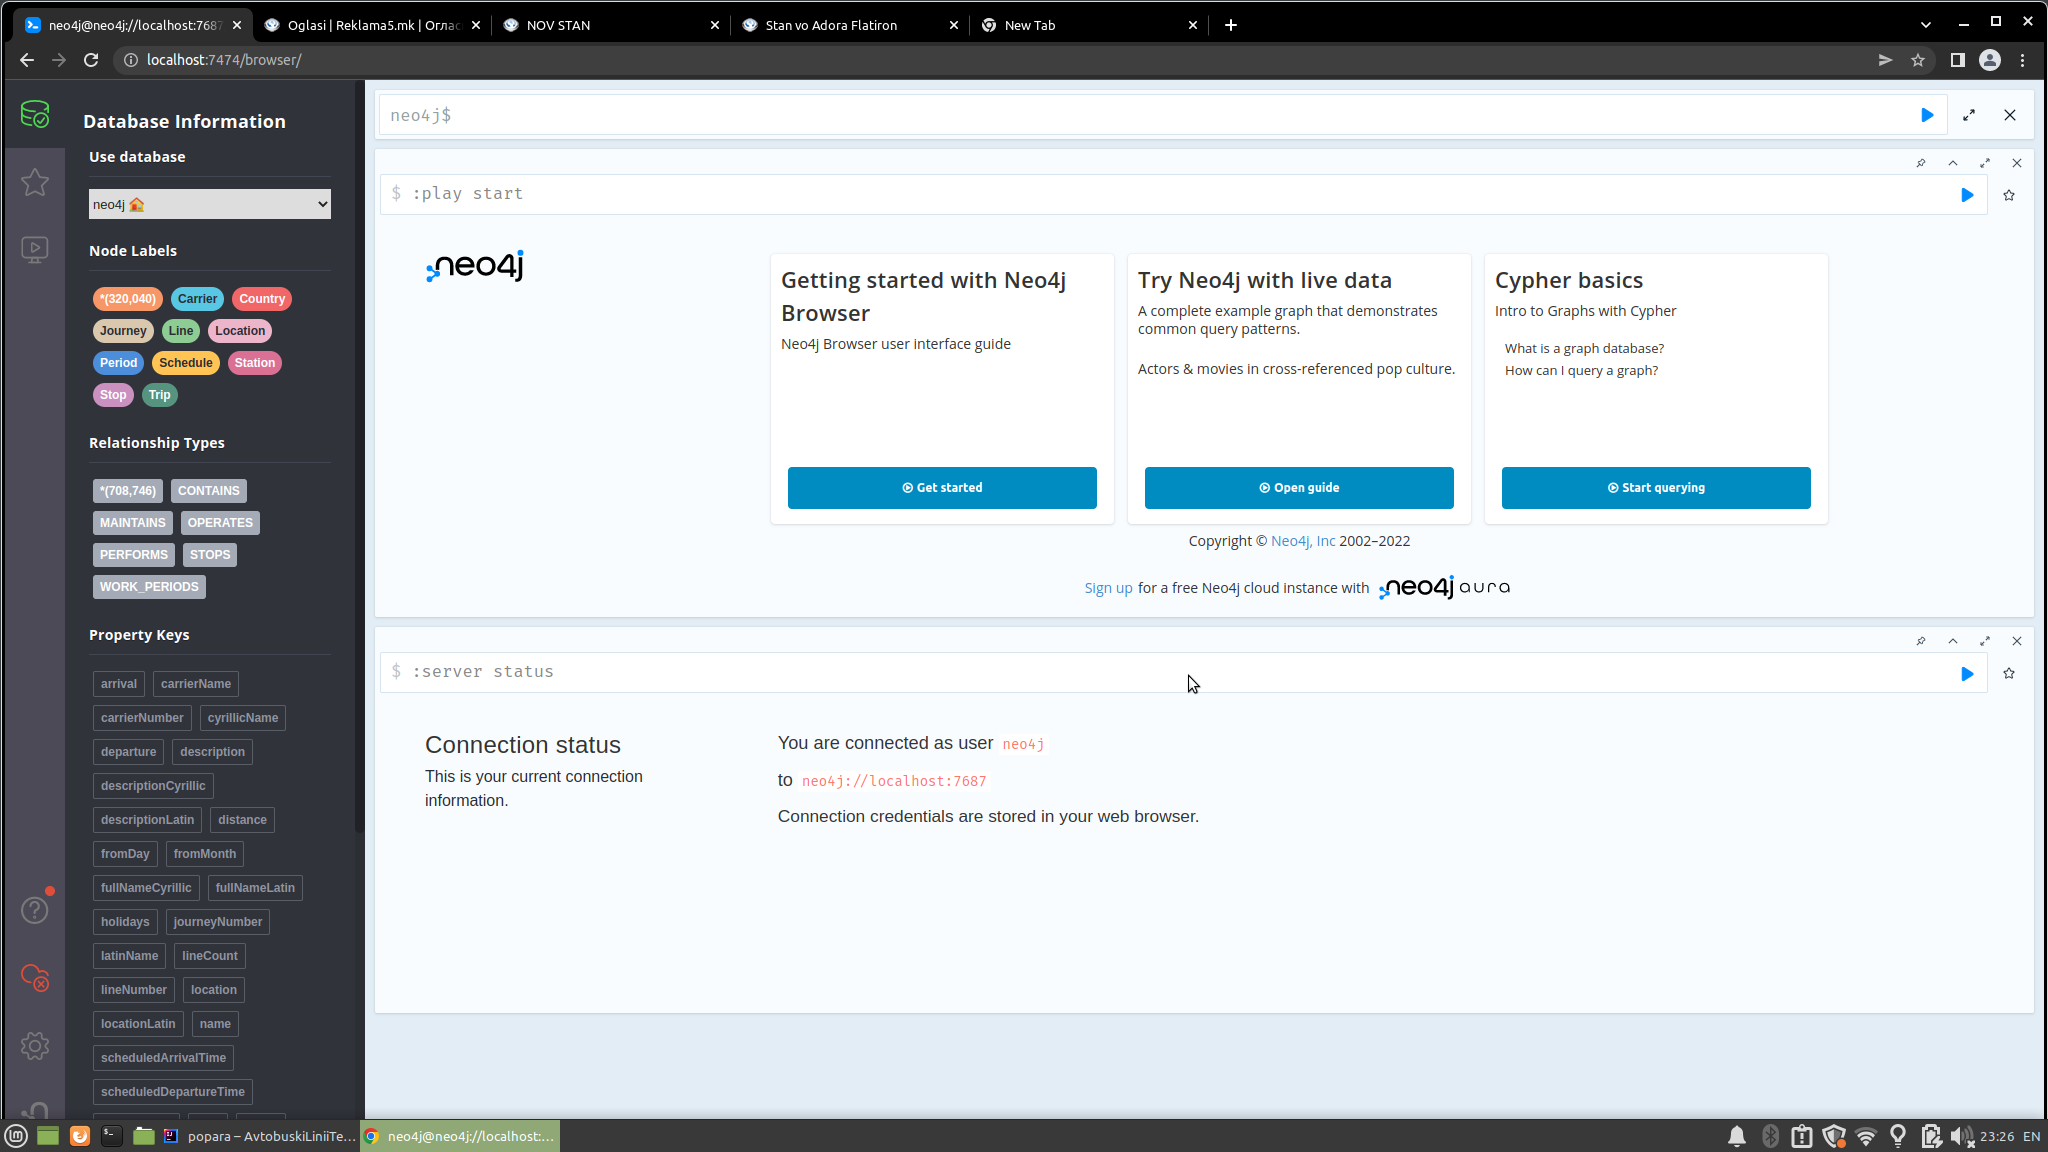 neo4j@neo4j://localhost:7687
Oglasi | Reklama5.mk | Оглас
NOV STAN
Stan vo Adora Flatiron
New Tab
localhost:7474/browser/
Database Information
Use database
neo4j
Node Labels
*(320,040) Carrier Country
Journey Line Location
Period Schedule Station
Stop Trip
Relationship Types
*(708,746) CONTAINS
MAINTAINS OPERATES
PERFORMS STOPS
WORK_PERIODS
Property Keys
arrival carrierName
carrierNumber cyrillicName
departure description
descriptionCyrillic
descriptionLatin distance
fromDay fromMonth
fullNameCyrillic fullNameLatin
holidays journeyNumber
latinName lineCount
lineNumber location
locationLatin name
scheduledArrivalTime
scheduledDepartureTime
neo4j$
$ :play start
neo4j
Getting started with Neo4j
Browser
Neo4j Browser user interface guide
Get started
Try Neo4j with live data
A complete example graph that demonstrates
common query patterns.
Actors & movies in cross-referenced pop culture.
Open guide
Cypher basics
Intro to Graphs with Cypher
What is a graph database?
How can I query a graph?
Start querying
Copyright © Neo4j, Inc 2002–2022
Sign up for a free Neo4j cloud instance with neo4j aura
$ :server status
Connection status
This is your current connection
information.
You are connected as user neo4j
to neo4j://localhost:7687
Connection credentials are stored in your web browser.
popara – AvtobuskiLiniiTe...
neo4j@neo4j://localhost:...
23:26 EN